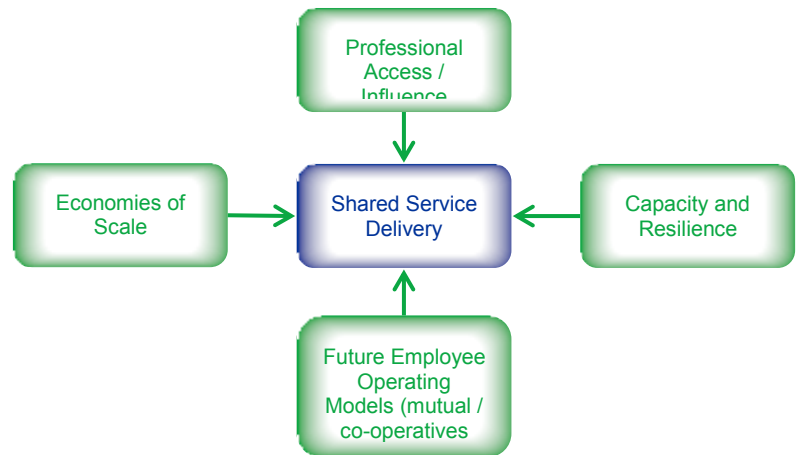 Professional
Access /
Influence
Economies of
Scale
Shared Service
Delivery
Capacity and
Resilience
Future Employee
Operating
Models (mutual /
co-operatives